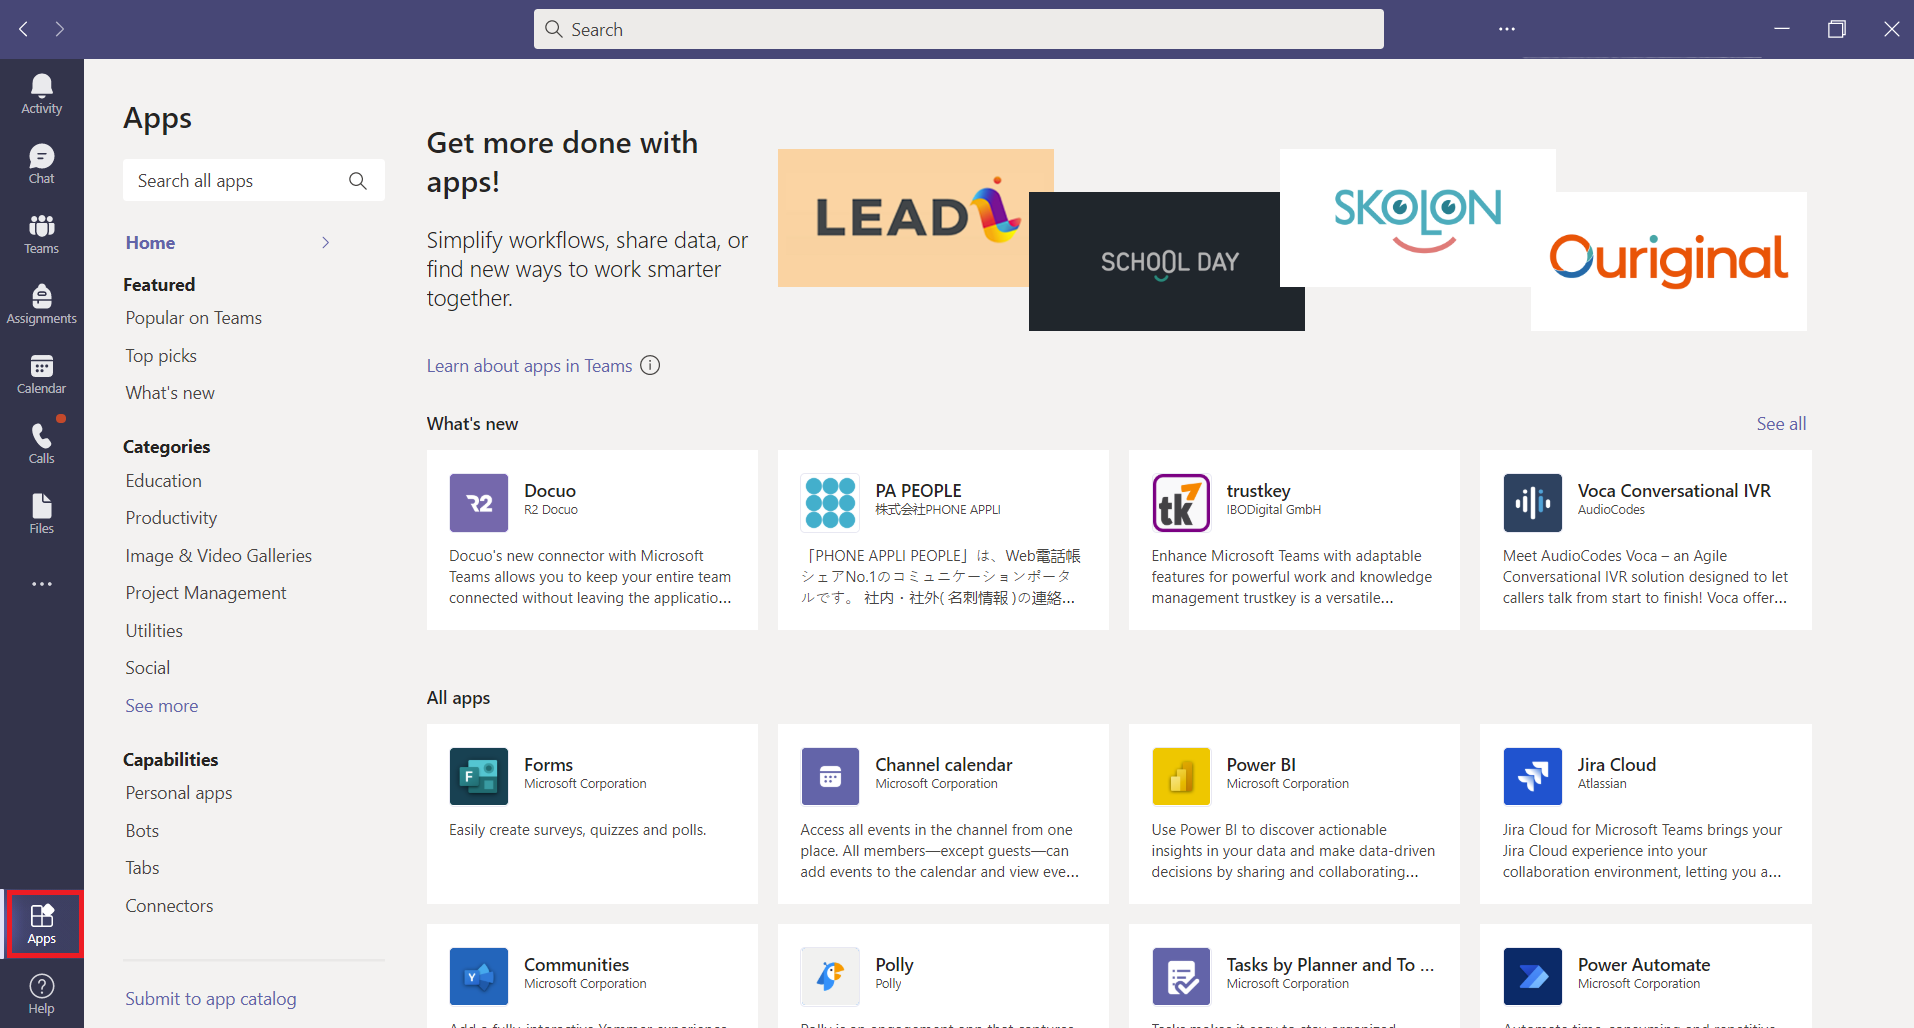 Search
Activity
Chat
Teams
Assignments
Calendar
Calls
Files
Apps
Help
Apps
Search all apps
Home
Featured
Popular on Teams
Top picks
What's new
Categories
Education
Productivity
Image & Video Galleries
Project Management
Utilities
Social
See more
Capabilities
Personal apps
Bots
Tabs
Connectors
Submit to app catalog
Get more done with
apps!
Simplify workflows, share data, or
find new ways to work smarter
together.
Learn about apps in Teams
LEAD
SCHOOL DAY
SKOLON
Ouriginal
What's new
See all
R2
Docuo
R2 Docuo
Docuo's new connector with Microsoft
Teams allows you to keep your entire team
connected without leaving the applicatio...
PA PEOPLE
株式会社PHONE APPLI
「PHONE APPLI PEOPLE」は、Web電話帳
シェアNo.1のコミュニケーションポータ
ルです。 社内・社外( 名刺情報 )の連絡...
tk
trustkey
IBODigital GmbH
Enhance Microsoft Teams with adaptable
features for powerful work and knowledge
management trustkey is a versatile...
Voca Conversational IVR
AudioCodes
Meet AudioCodes Voca – an Agile
Conversational IVR solution designed to let
callers talk from start to finish! Voca offer...
All apps
F
Forms
Microsoft Corporation
Easily create surveys, quizzes and polls.
Channel calendar
Microsoft Corporation
Access all events in the channel from one
place. All members—except guests—can
add events to the calendar and view eve...
Power BI
Microsoft Corporation
Use Power BI to discover actionable
insights in your data and make data-driven
decisions by sharing and collaborating...
Jira Cloud
Atlassian
Jira Cloud for Microsoft Teams brings your
Jira Cloud experience into your
collaboration environment, letting you a...
Y
Communities
Microsoft Corporation
Polly
Polly
Tasks by Planner and To ...
Microsoft Corporation
Power Automate
Microsoft Corporation